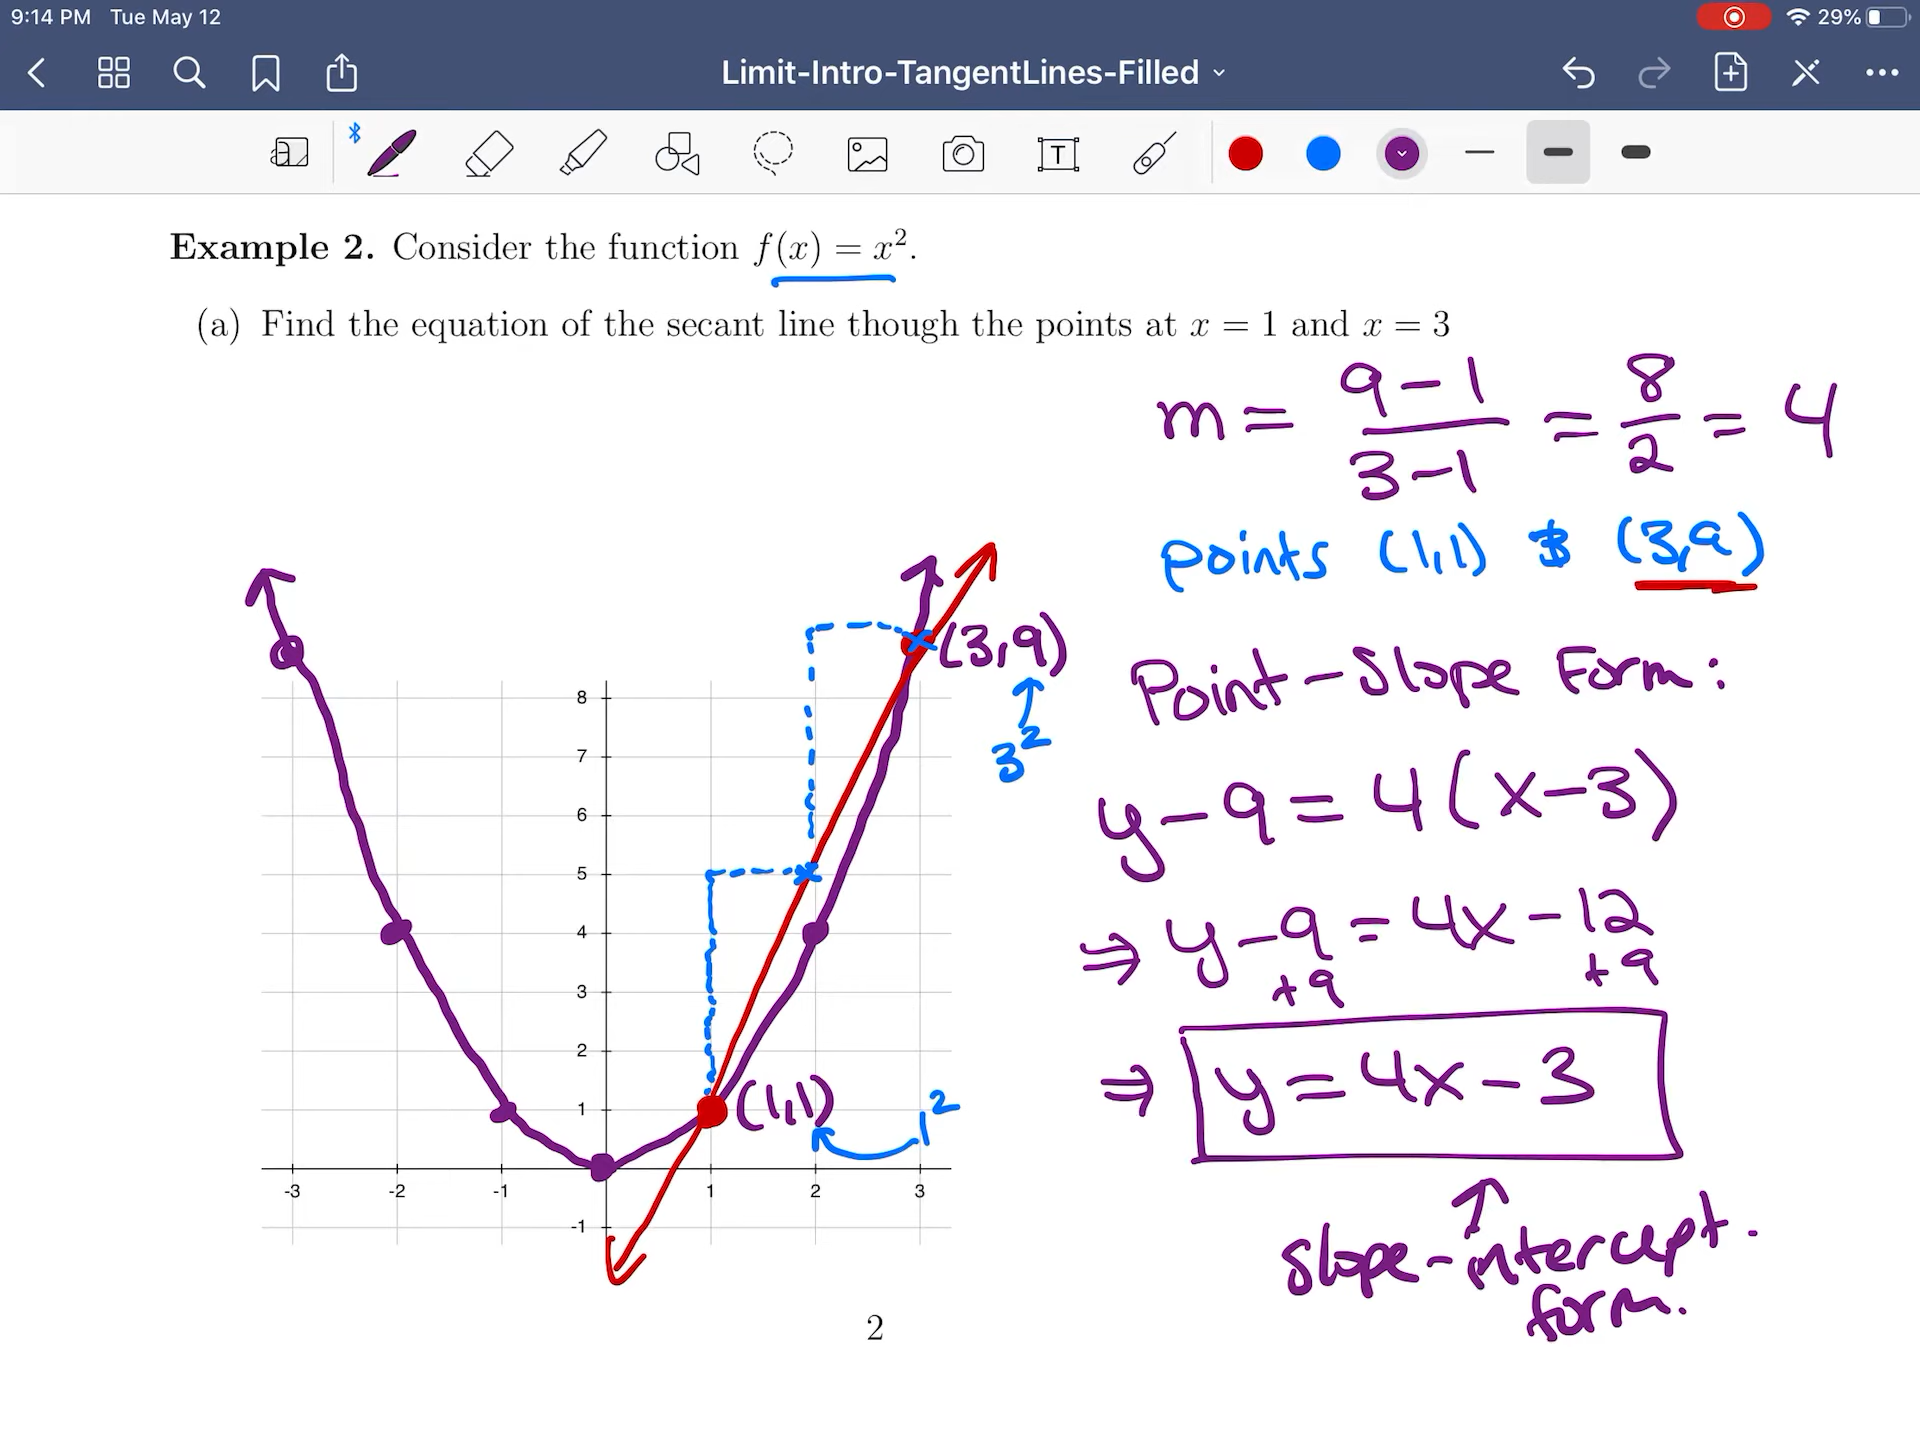 9:14 PM Tue May 12
29%
Limit-Intro-TangentLines-Filled
Example 2. Consider the function f(x) = x².
(a) Find the equation of the secant line though the points at x = 1 and x = 3
m = (9-1)/(3-1) = 8/2 = 4
points (1,1) & (3,9)
(3,9)
3²
Point-Slope Form:
y-9 = 4(x-3)
⇒ y-9 = 4x-12
+9 +9
⇒ y = 4x-3
slope-intercept.
form.
(1,1)
1²
8
7
6
5
4
3
2
1
-1
-3 -2 -1 1 2 3
2